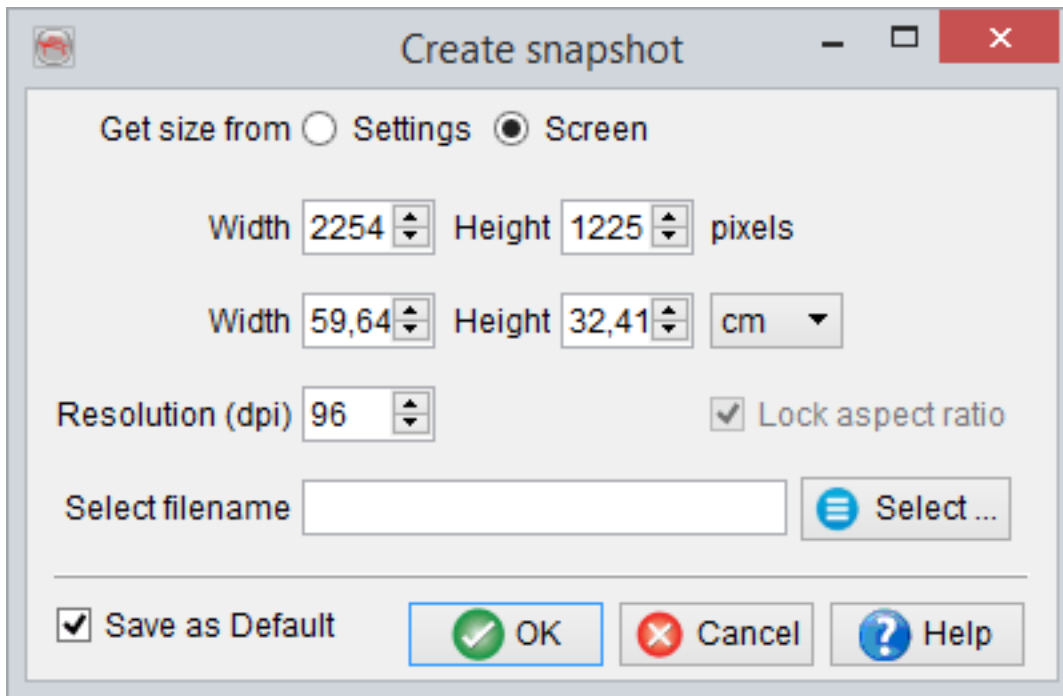 Create snapshot
Get size from Settings Screen
Width 2254 Height 1225 pixels
Width 59,64 Height 32,41 cm
Resolution (dpi) 96 Lock aspect ratio
Select filename Select ...
Save as Default OK Cancel Help